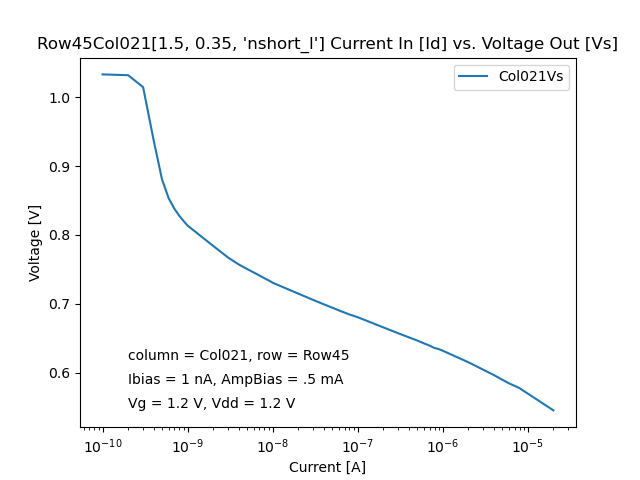 Row45Col021[1.5, 0.35, 'nshort_l'] Current In [Id] vs. Voltage Out [Vs]
Col021Vs
1.0
0.9
0.8
0.7
0.6
Voltage [V]
column = Col021, row = Row45
Ibias = 1 nA, AmpBias = .5 mA
Vg = 1.2 V, Vdd = 1.2 V
10⁻¹⁰ 10⁻⁹ 10⁻⁸ 10⁻⁷ 10⁻⁶ 10⁻⁵
Current [A]